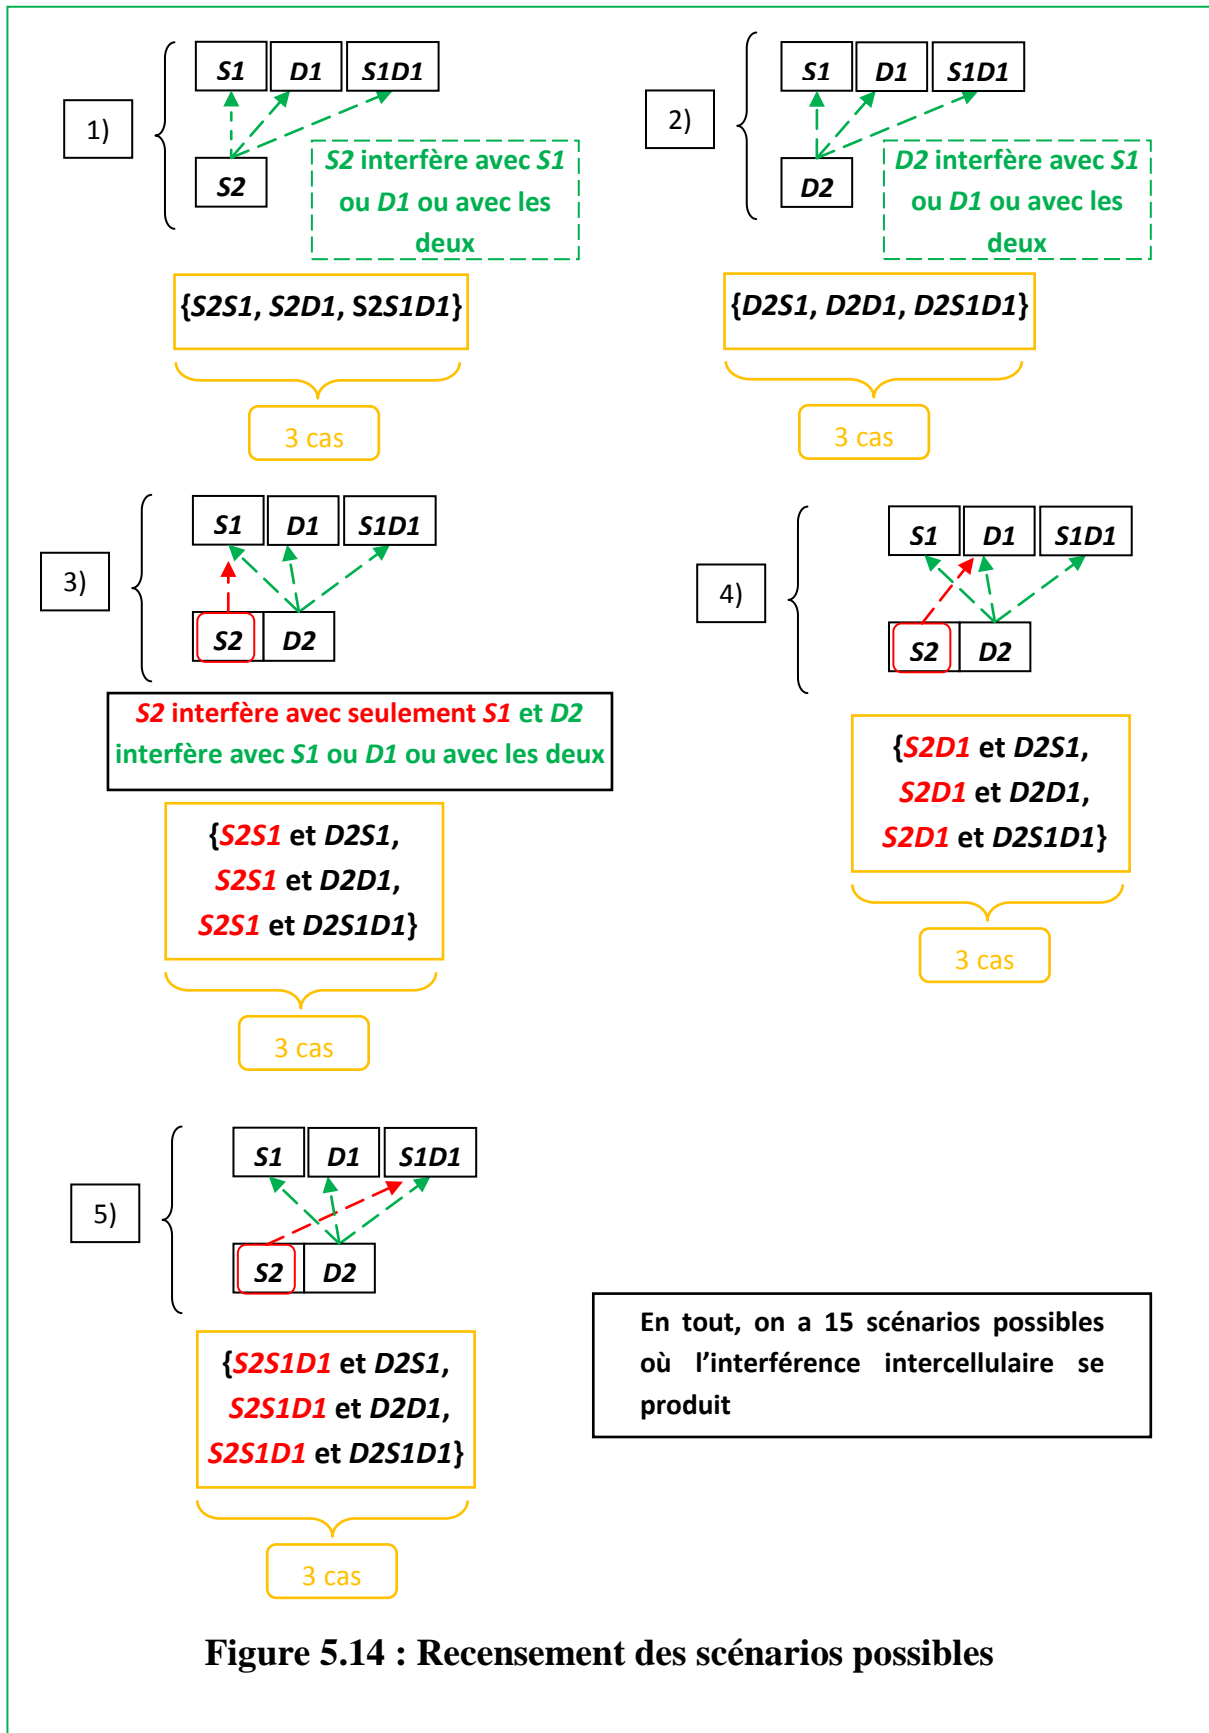 1)
S1 D1 S1D1
S2
S2 interfère avec S1
ou D1 ou avec les
deux
{S2S1, S2D1, S2S1D1}
3 cas
2)
S1 D1 S1D1
D2
D2 interfère avec S1
ou D1 ou avec les
deux
{D2S1, D2D1, D2S1D1}
3 cas
3)
S1 D1 S1D1
S2 D2
S2 interfère avec seulement S1 et D2
interfère avec S1 ou D1 ou avec les deux
{S2S1 et D2S1,
S2S1 et D2D1,
S2S1 et D2S1D1}
3 cas
4)
S1 D1 S1D1
S2 D2
{S2D1 et D2S1,
S2D1 et D2D1,
S2D1 et D2S1D1}
3 cas
5)
S1 D1 S1D1
S2 D2
{S2S1D1 et D2S1,
S2S1D1 et D2D1,
S2S1D1 et D2S1D1}
3 cas
En tout, on a 15 scénarios possibles
où l'interférence intercellulaire se
produit
Figure 5.14 : Recensement des scénarios possibles